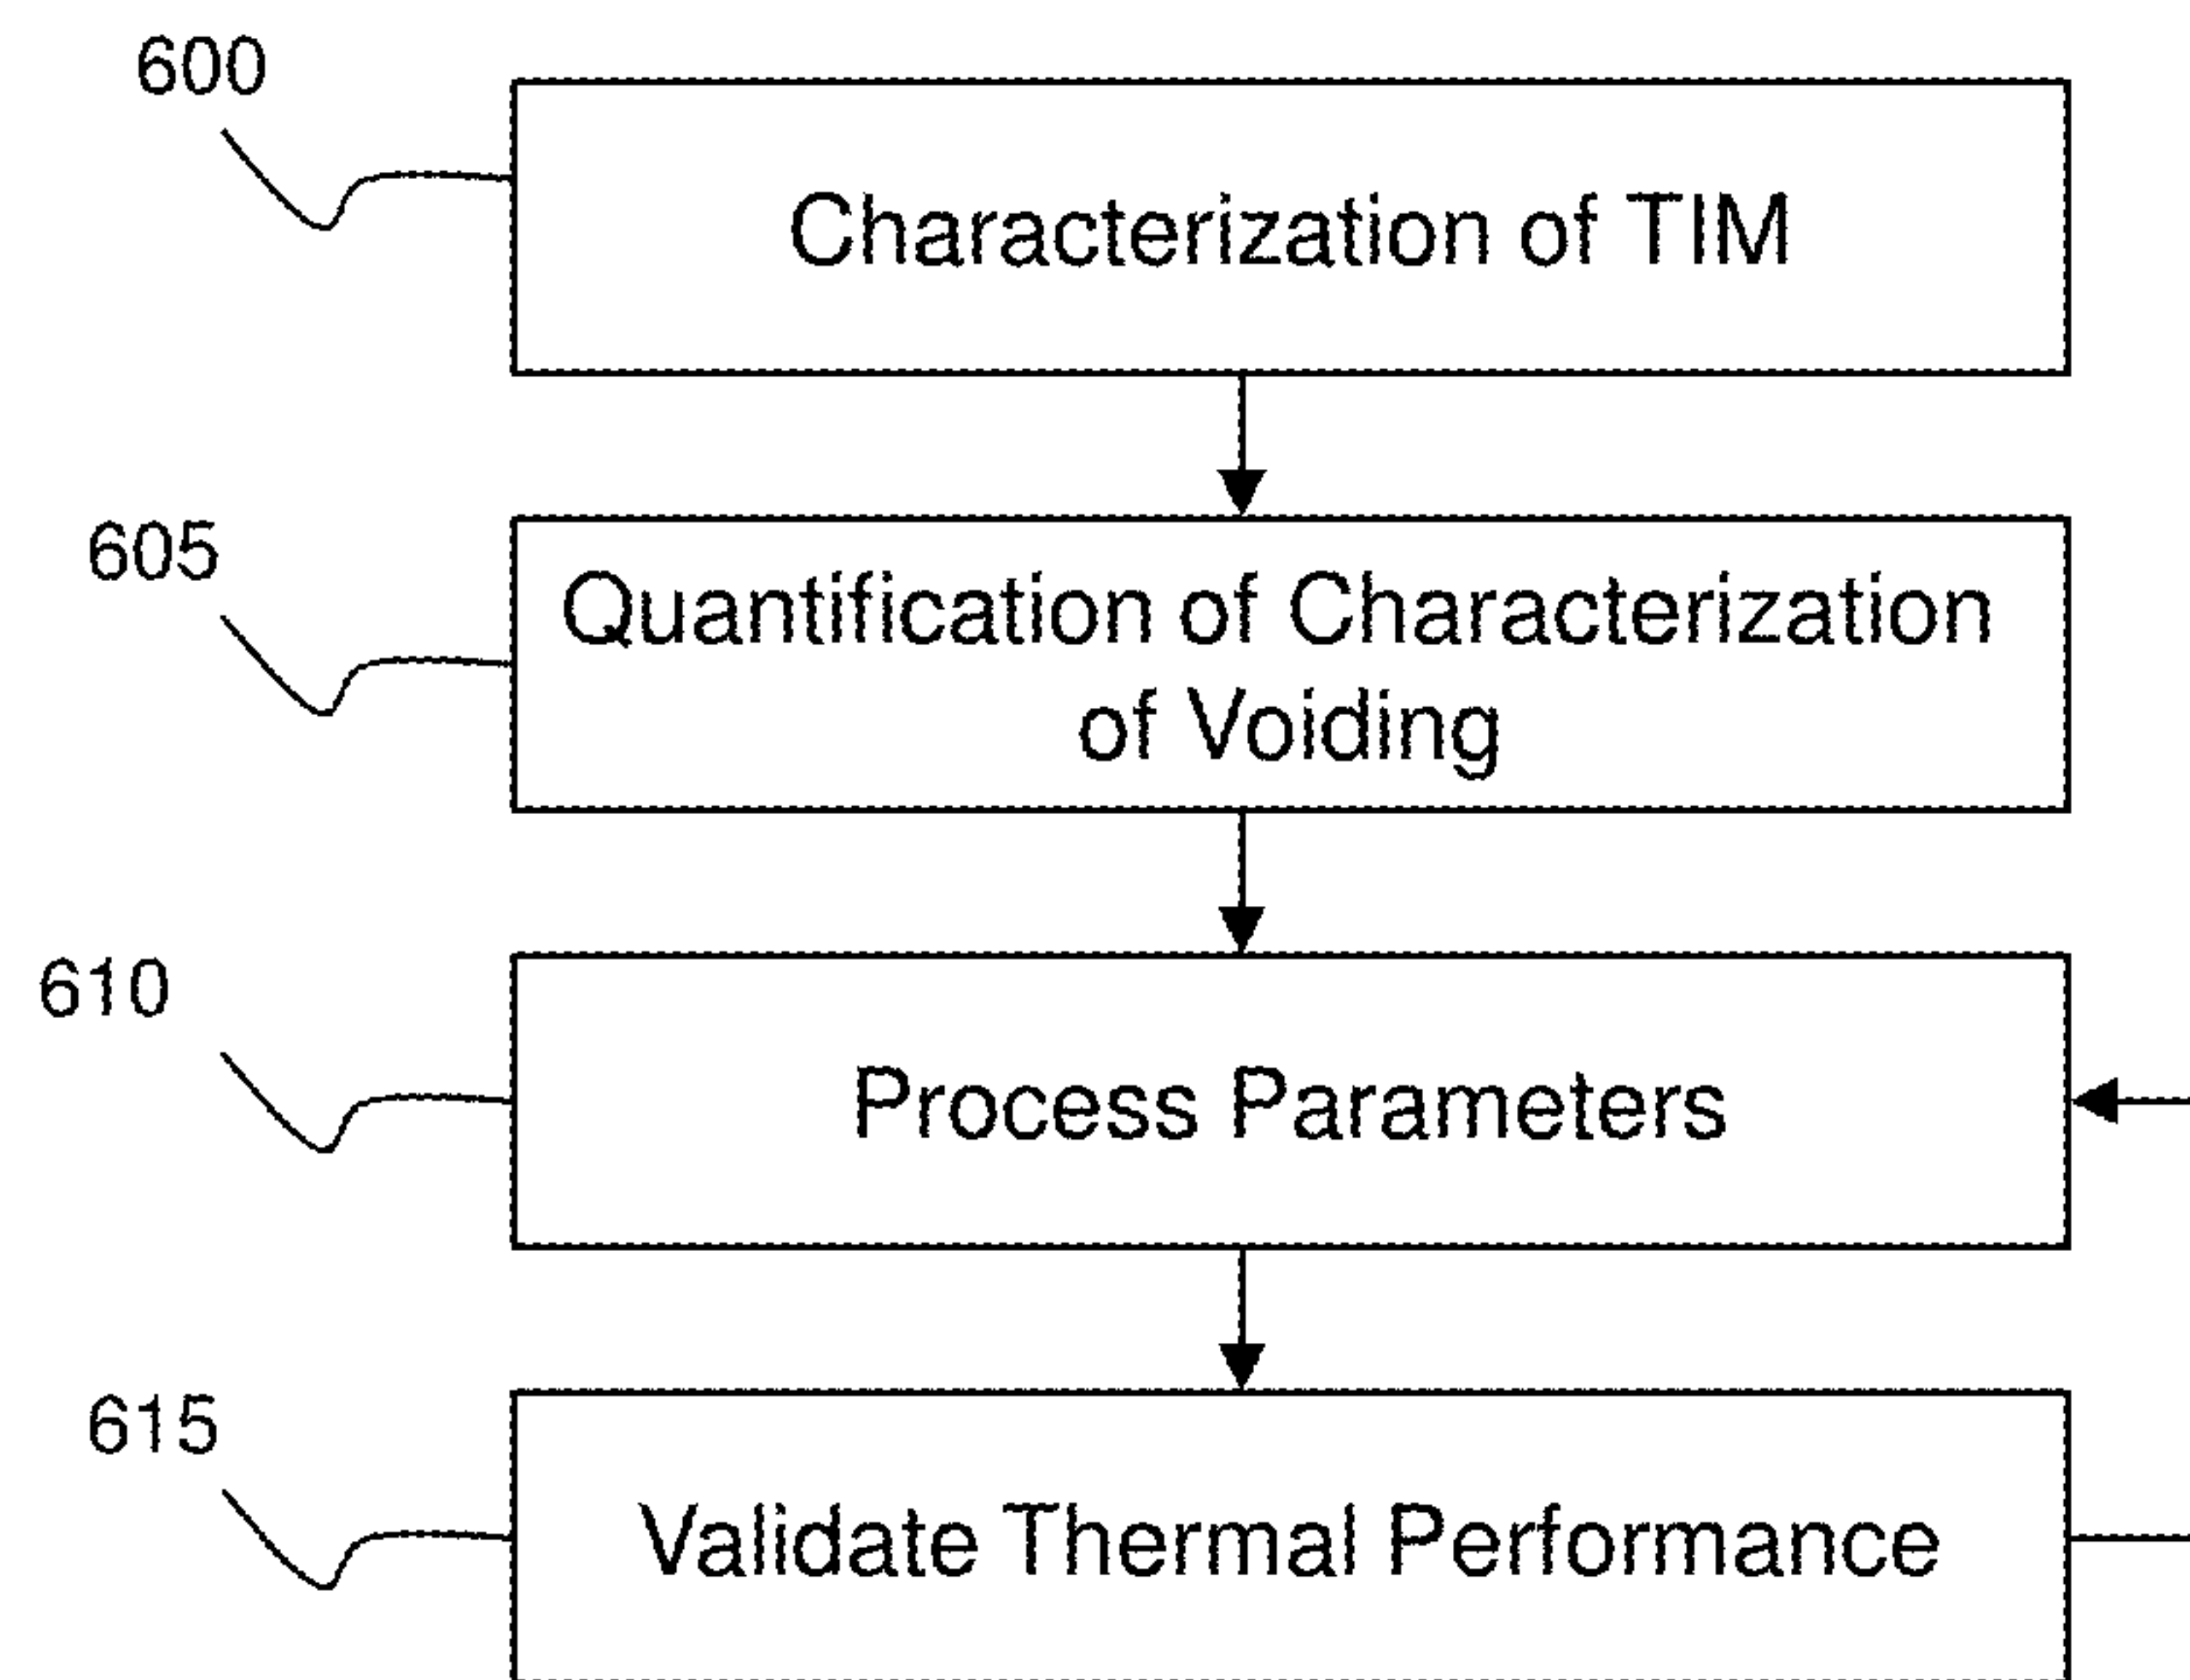 600
Characterization of TIM
605
Quantification of Characterization
of Voiding
610
Process Parameters
615
Validate Thermal Performance